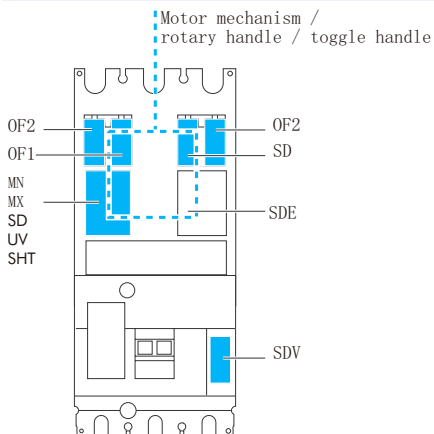 Motor mechanism /
rotary handle / toggle handle
OF2
OF1
MN
MX
SD
UV
SHT
OF2
SD
SDE
SDV